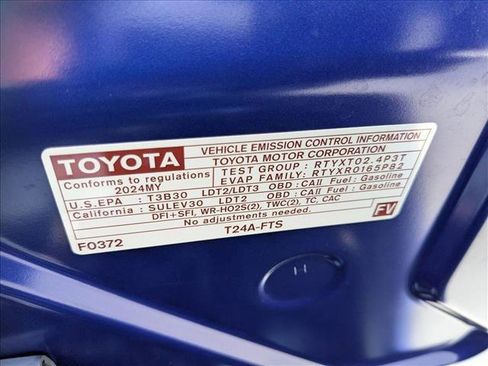 TOYOTA
VEHICLE EMISSION CONTROL INFORMATION
TOYOTA MOTOR CORPORATION
Conforms to regulations
2024MY
TEST GROUP : RTYXT02.4P3T
EVAP FAMILY: RTYXR0165P82
U.S.EPA : T3B30 LDT2/LDT3 OBD : CAII Fuel : Gasoline
California : SULEV30 LDT2 OBD : CAII Fuel : Gasoline
DFI+SFI, WR-HO2S(2), TWC(2), TC, CAC
No adjustments needed
F0372
T24A-FTS
FV
H